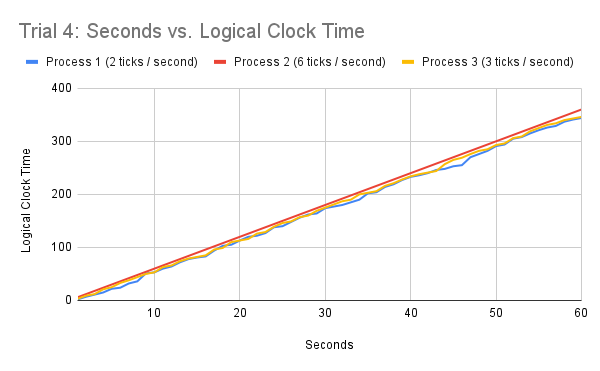 Trial 4: Seconds vs. Logical Clock Time
Process 1 (2 ticks / second) Process 2 (6 ticks / second) Process 3 (3 ticks / second)
400
300
200
100
0
Logical Clock Time
10 20 30 40 50 60
Seconds